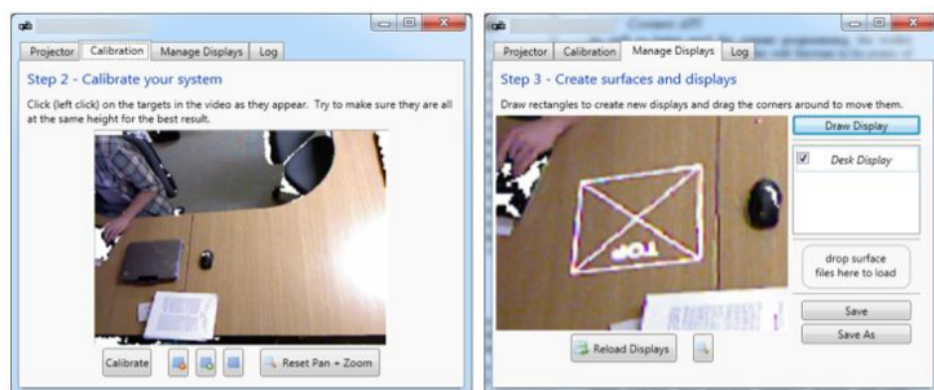 Projector Calibration Manage Displays Log
Step 2 - Calibrate your system
Click (left click) on the targets in the video as they appear. Try to make sure they are all
at the same height for the best result.
Calibrate
Reset Pan + Zoom
Projector Calibration Manage Displays Log
Step 3 - Create surfaces and displays
Draw rectangles to create new displays and drag the corners around to move them.
Draw Display
Desk Display
TOP
drop surface
files here to load
Save
Save As
Reload Displays